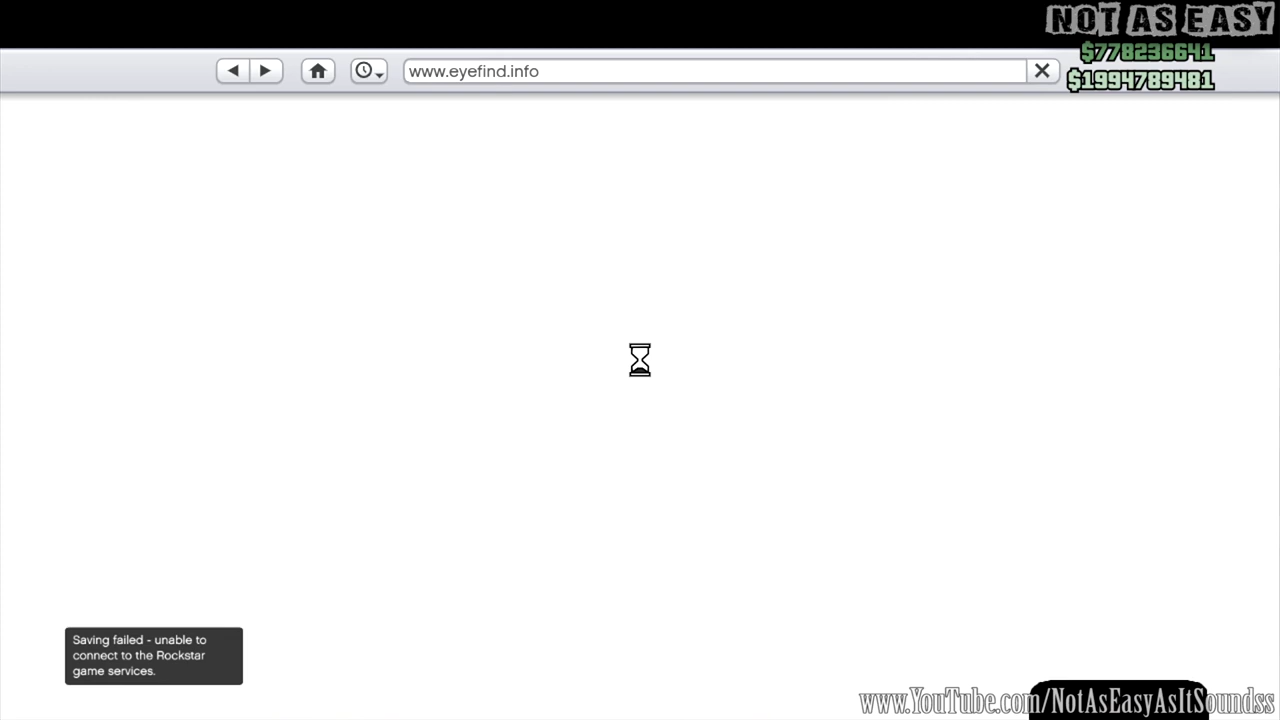 NOT AS EASY
$778236641
www.eyefind.info
$1994789481
Saving failed - unable to
connect to the Rockstar
game services.
www.YouTube.com/NotAsEasyAsItSoundss